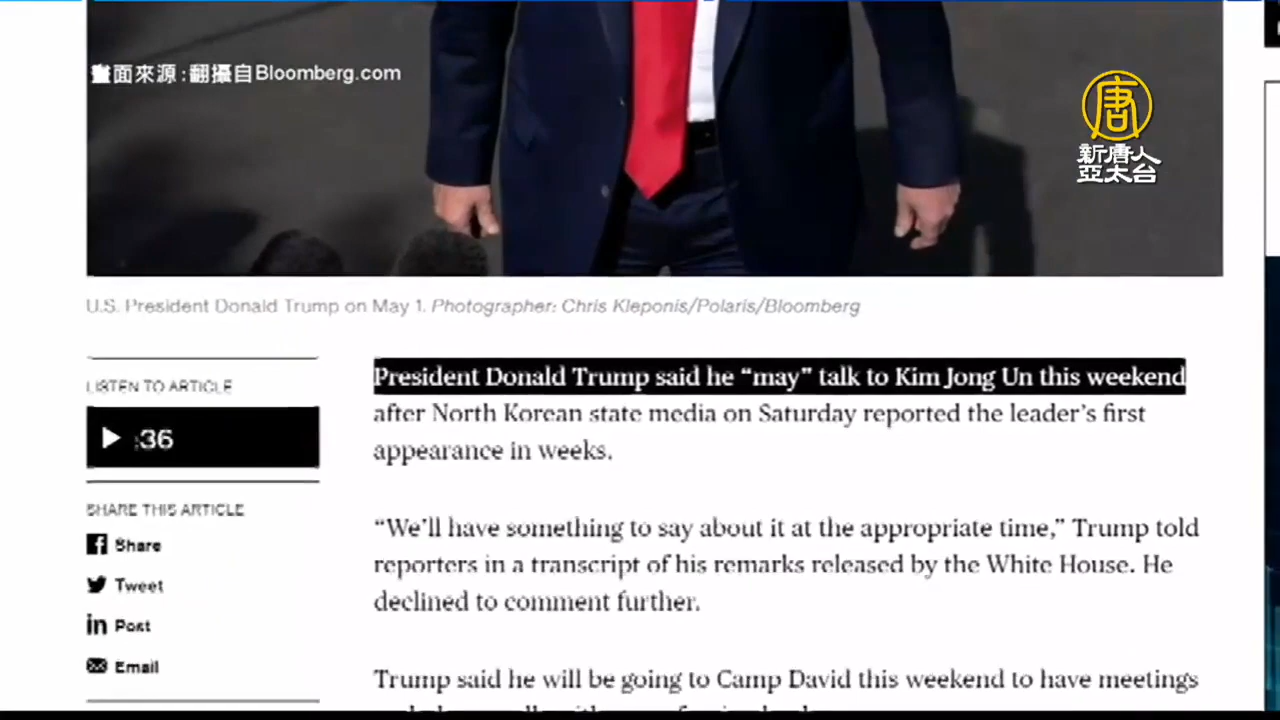 畫面來源:翻攝自Bloomberg.com
唐
新唐人
亞太台
U.S. President Donald Trump on May 1. Photographer: Chris Kleponis/Polaris/Bloomberg
LISTEN TO ARTICLE
:36
SHARE THIS ARTICLE
Share
Tweet
Post
Email
President Donald Trump said he “may” talk to Kim Jong Un this weekend
after North Korean state media on Saturday reported the leader’s first
appearance in weeks.
“We’ll have something to say about it at the appropriate time,” Trump told
reporters in a transcript of his remarks released by the White House. He
declined to comment further.
Trump said he will be going to Camp David this weekend to have meetings